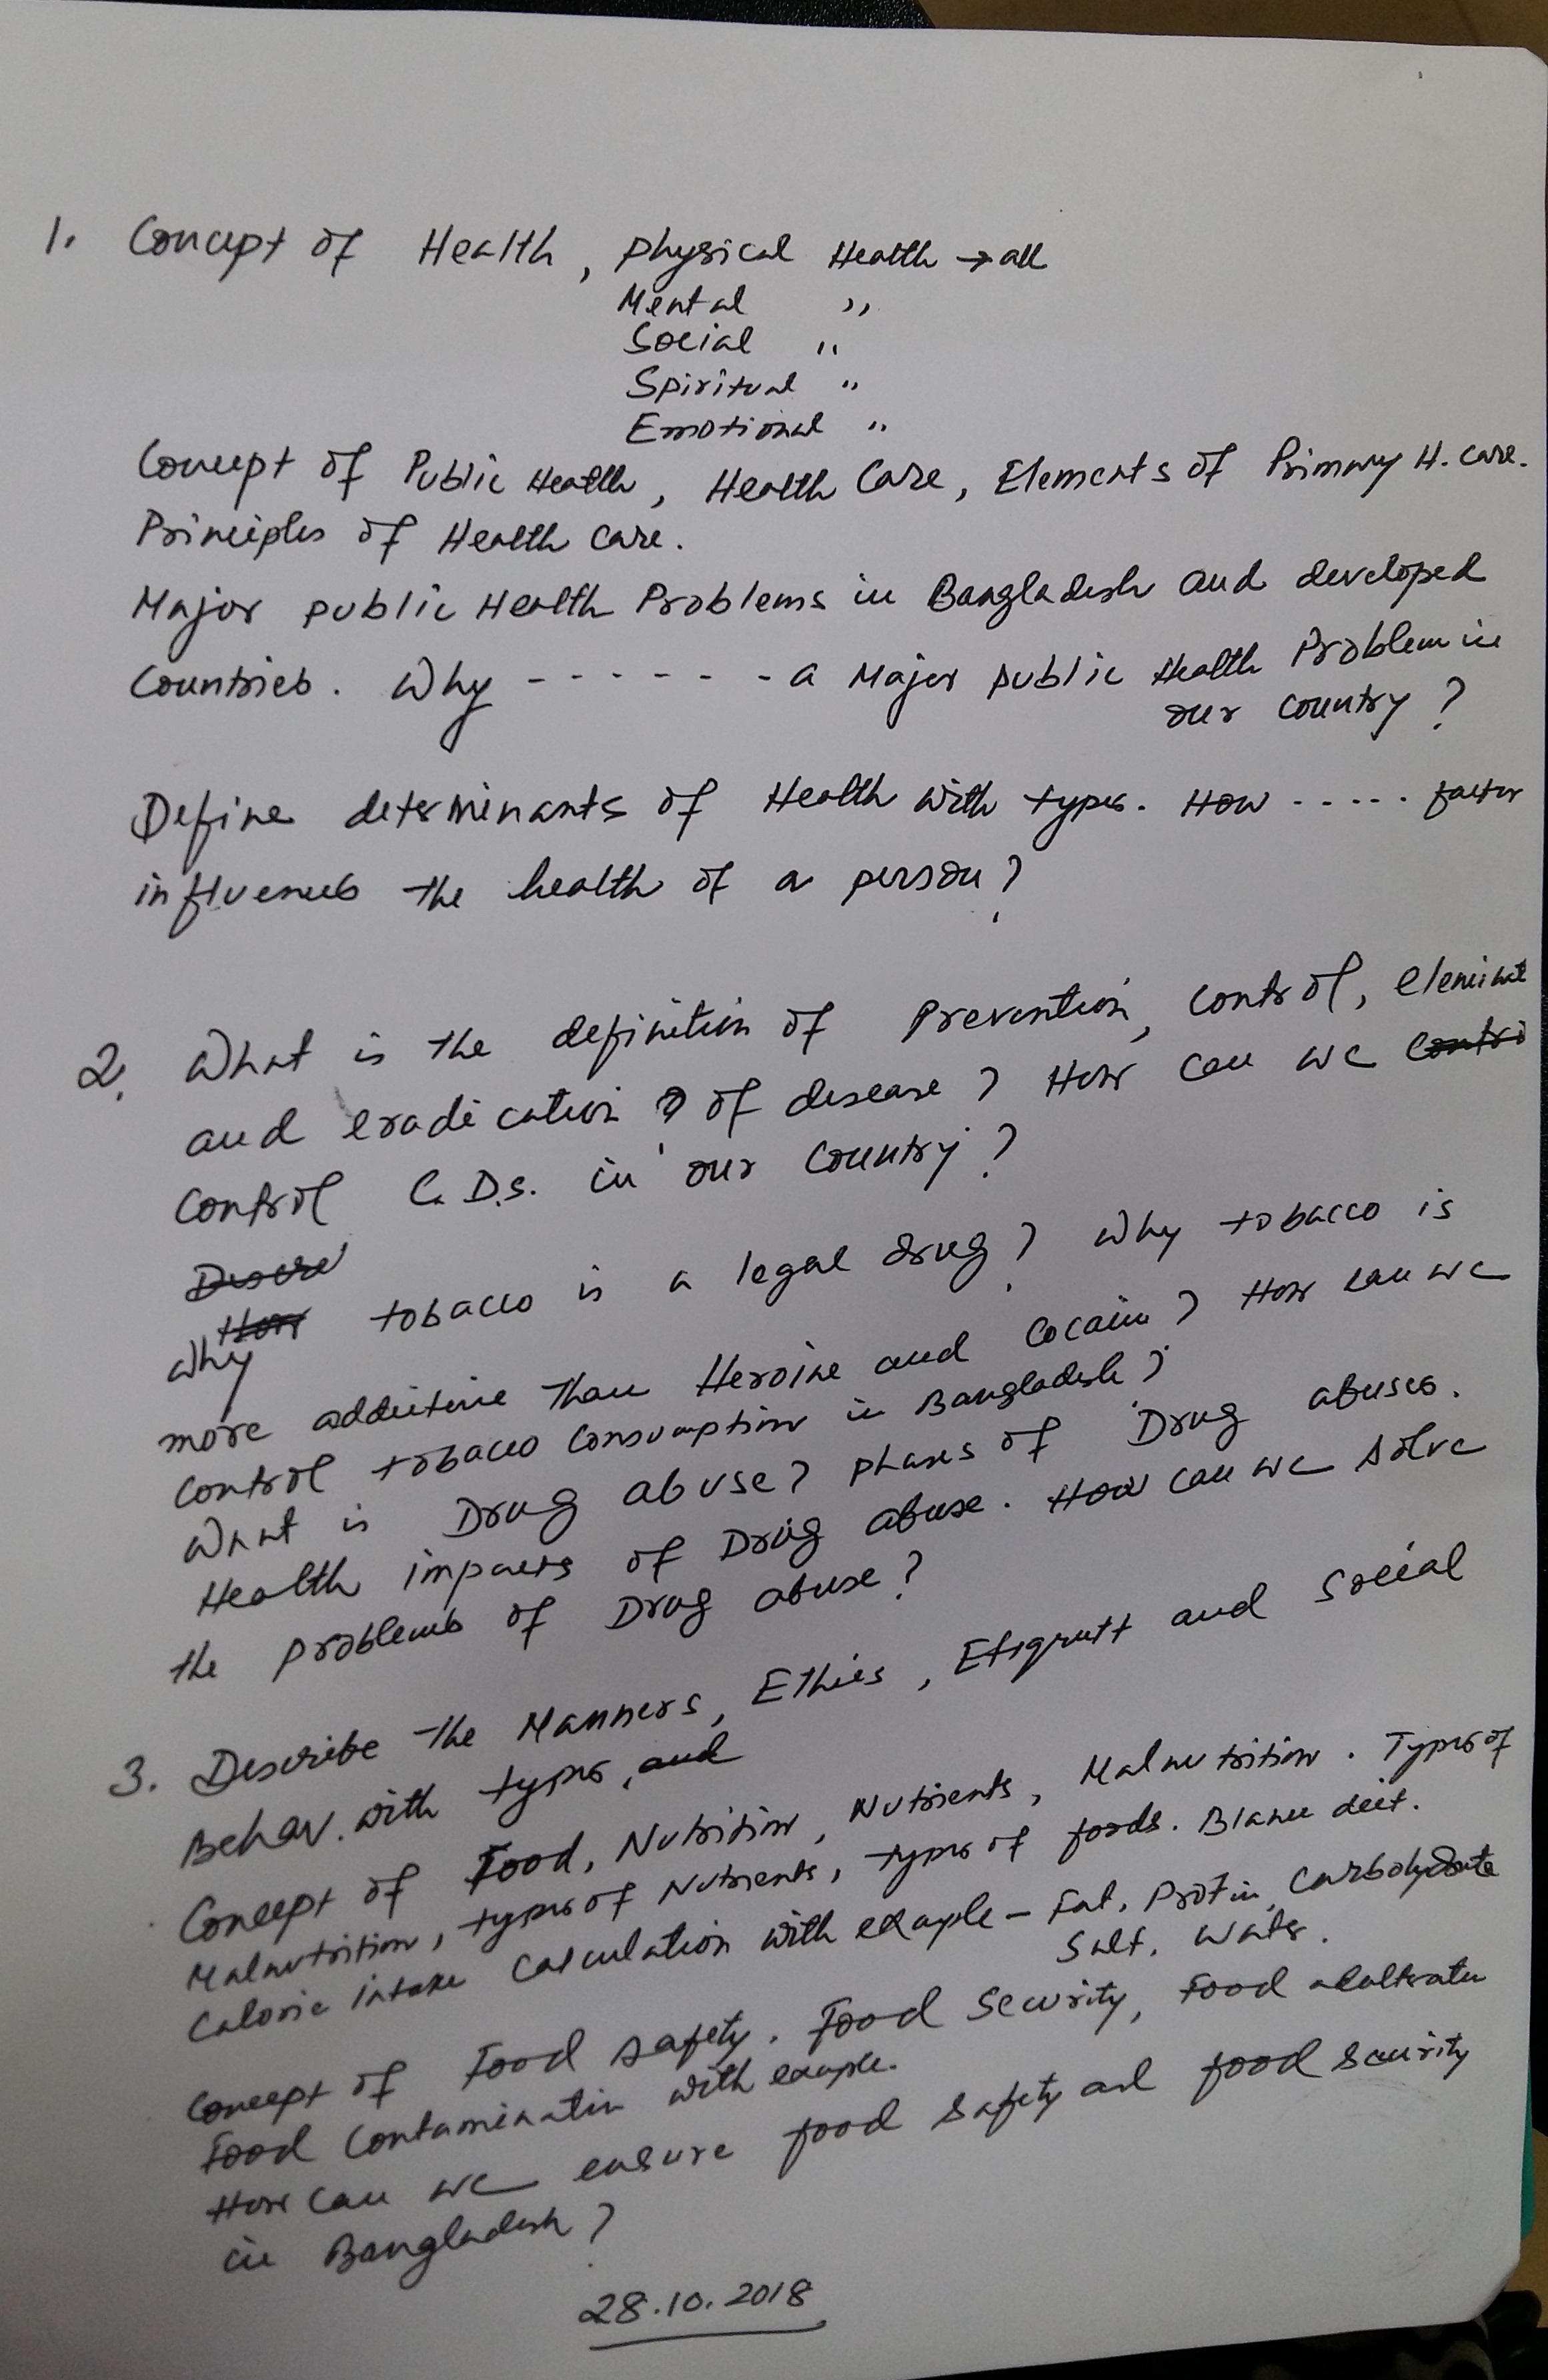 1. Concept of Health, Physical Health → all
Mental ,,
Social ,,
Spiritual ,,
Emotional ,,
Concept of Public Health, Health Care, Elements of Primary H. care.
Principles of Health Care.
Major public Health Problems in Bangladesh and developed
Countries. Why - - - - - - - a Major public Health Problem in
our country?
Define determinants of Health with types. How ..... factor
influences the health of a person?
2. What is the definition of Prevention, Control, eleminat
and eradication of disease? How can we contro
Control C.D.s. in our Country?
Descre
Why How tobacco is a legal drug? Why tobacco is
more addictive than Heroine and Cocain? How can we
control tobacco consumption in Bangladesh?
What is Drug abuse? phases of Drug abuses.
Health impacts of Drug abuse. How can we solve
the problems of Drug abuse?
3. Describe the Manners, Ethics, Etiquett and Social
Behav. with types, and
Concept of Food, Nutrition, Nutrients, Malnutrition. Types of
Malnutrition, types of Nutrients, types of foods. Blance deit.
Calorie intake Calculation with example - Fat, Protin, Carbohydrate
Salt, Water.
Concept of Food safety. Food Security, Food adulteration
Food Contamination with example.
How can we ensure food safety and food security
in Bangladesh?
28.10.2018